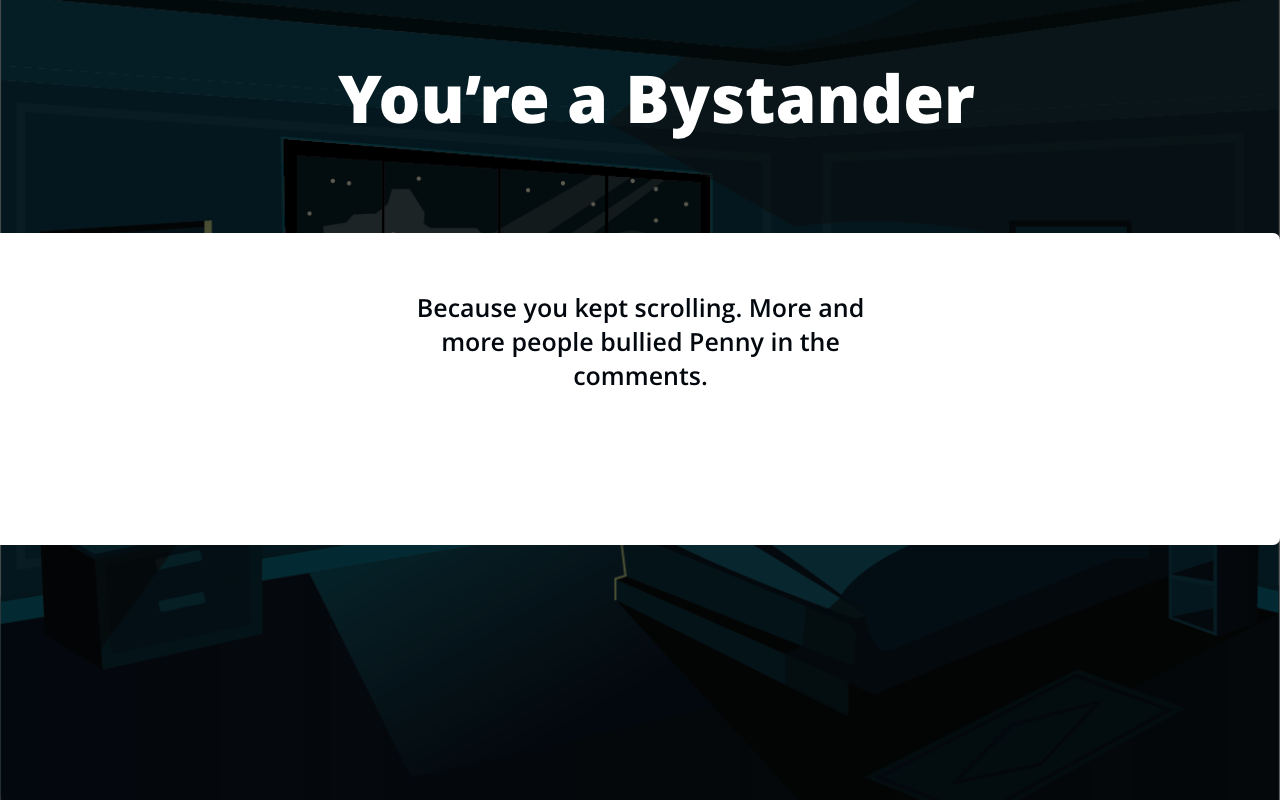 You’re a Bystander
Because you kept scrolling. More and
more people bullied Penny in the
comments.